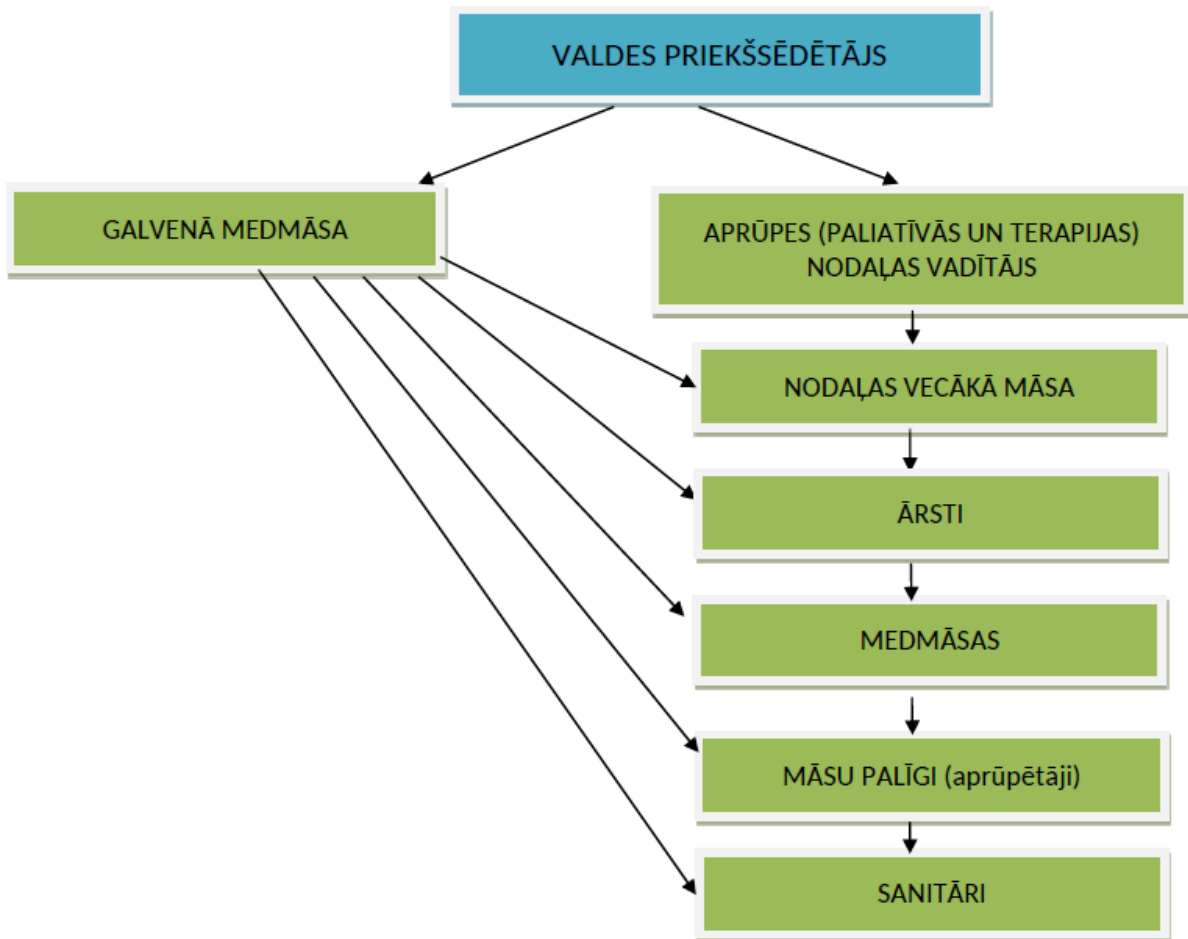 VALDES PRIEKŠSĒDĒTĀJS
GALVENĀ MEDMĀSA
APRŪPES (PALIATĪVĀS UN TERAPIJAS)
NODAĻAS VADĪTĀJS
NODAĻAS VECĀKĀ MĀSA
ĀRSTI
MEDMĀSAS
MĀSU PALĪGI (aprūpētāji)
SANITĀRI